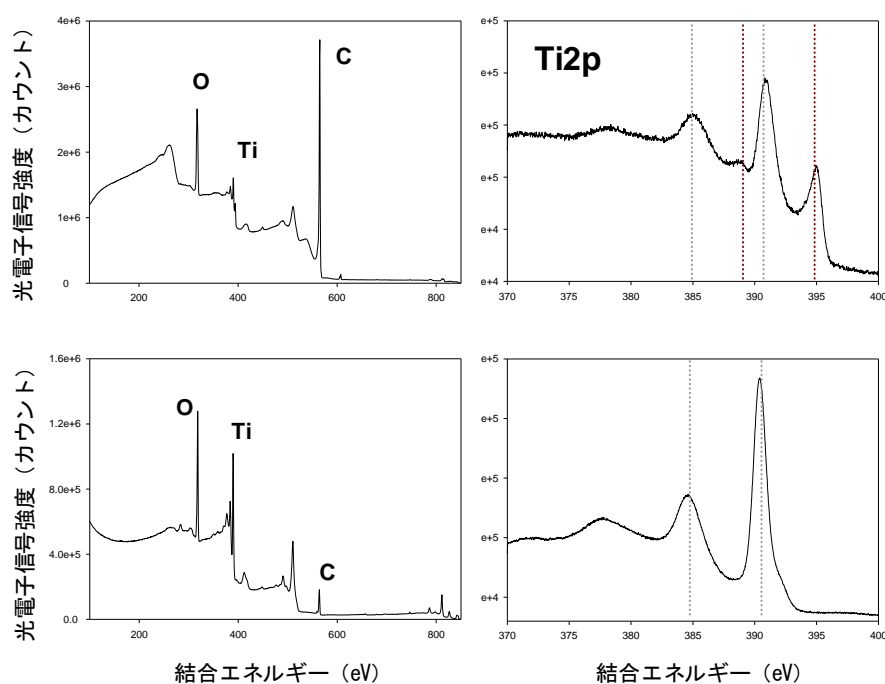 光電子信号強度 (カウント)
4e+6
3e+6
2e+6
1e+6
0
O
Ti
C
200
400
600
800
Ti2p
e+5
e+5
e+5
e+5
e+4
e+4
370
375
380
385
390
395
400
光電子信号強度 (カウント)
1.6e+6
1.2e+6
8.0e+5
4.0e+5
0.0
O
Ti
C
200
400
600
800
結合エネルギー (eV)
e+5
e+5
e+5
e+5
e+4
370
375
380
385
390
395
400
結合エネルギー (eV)